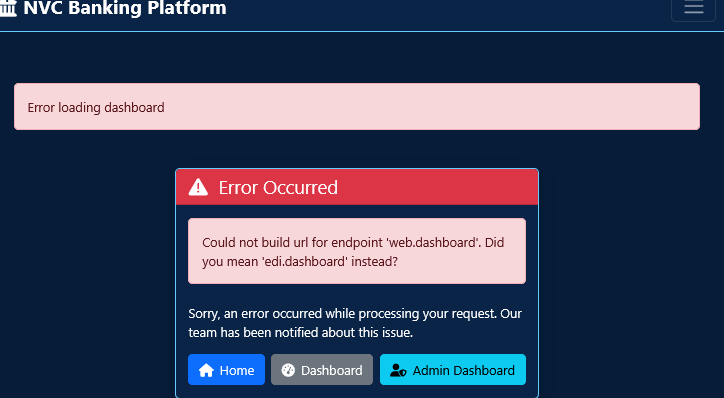 NVC Banking Platform
Error loading dashboard
Error Occurred
Could not build url for endpoint 'web.dashboard'. Did
you mean 'edi.dashboard' instead?
Sorry, an error occurred while processing your request. Our
team has been notified about this issue.
Home Dashboard Admin Dashboard